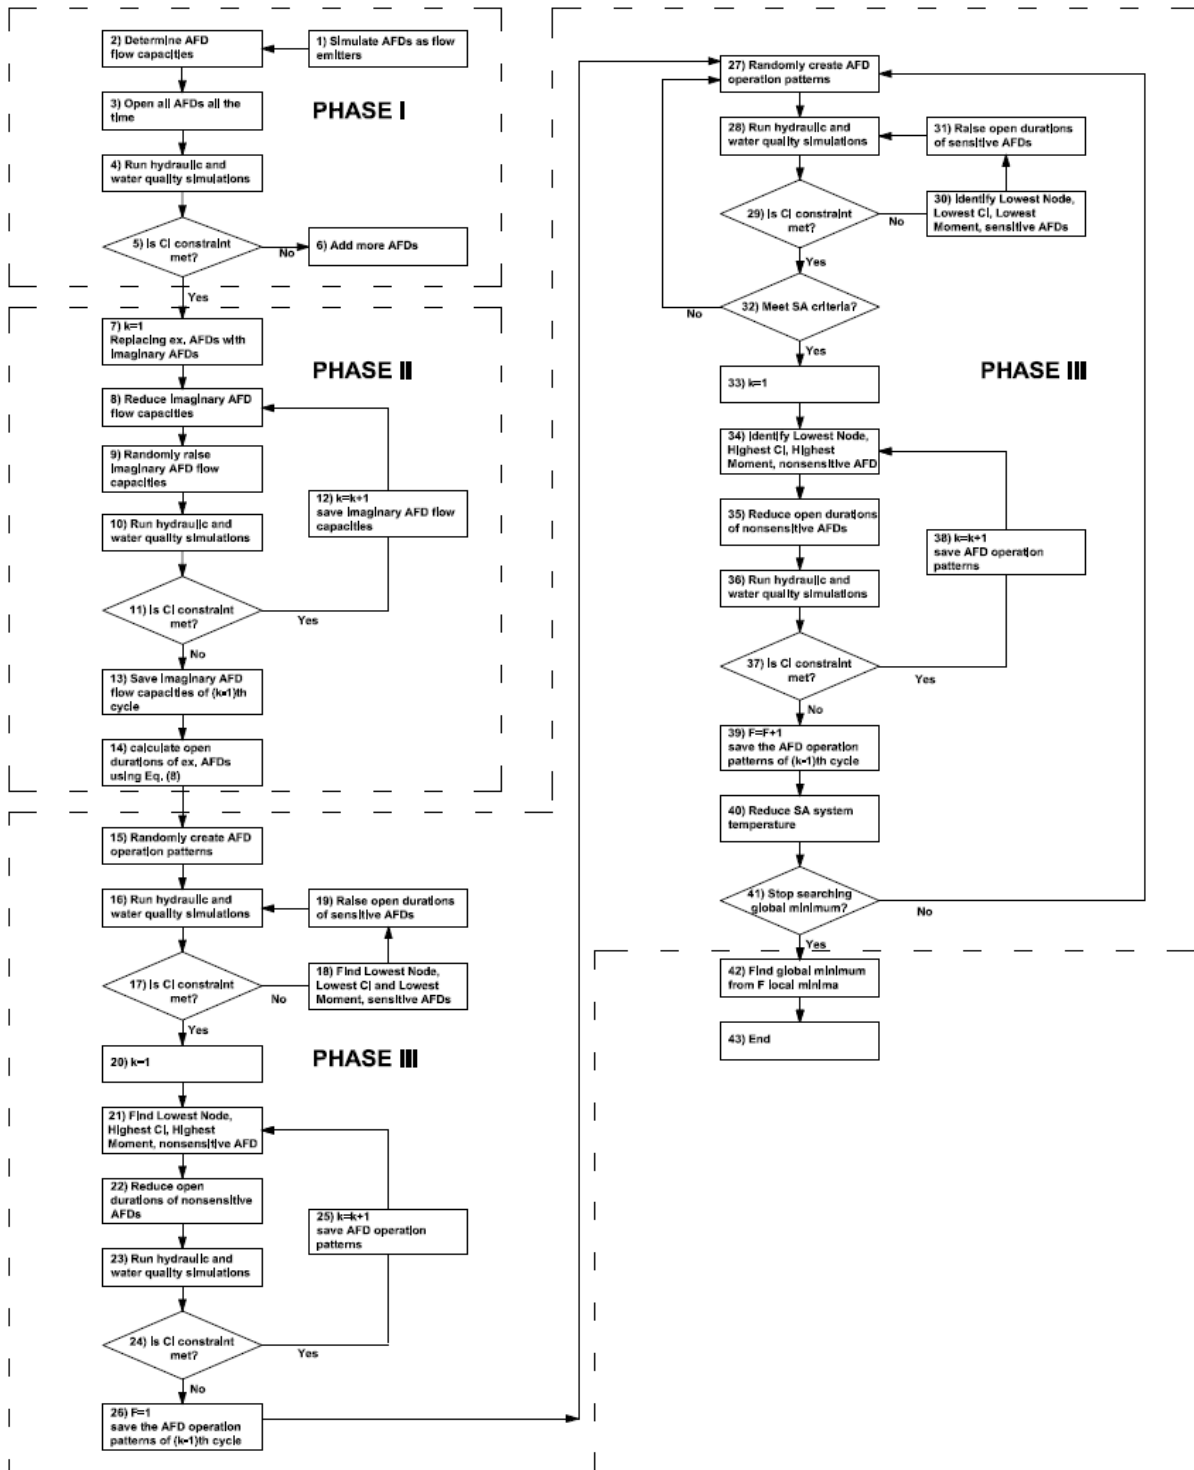 2) Determine AFD
flow capacities
1) Simulate AFDs as flow
emitters
3) Open all AFDs all the
time
PHASE I
4) Run hydraulic and
water quality simulations
5) Is Cl constraint
met?
No
6) Add more AFDs
Yes
7) k=1
Replacing ex. AFDs with
Imaginary AFDs
PHASE II
8) Reduce Imaginary AFD
flow capacities
9) Randomly raise
Imaginary AFD flow
capacities
12) k=k+1
save Imaginary AFD flow
capacities
10) Run hydraulic and
water quality simulations
11) Is Cl constraint
met?
Yes
No
13) Save Imaginary AFD
flow capacities of (k-1)th
cycle
14) calculate open
durations of ex. AFDs
using Eq. (8)
15) Randomly create AFD
operation patterns
16) Run hydraulic and
water quality simulations
19) Raise open durations
of sensitive AFDs
17) Is Cl constraint
met?
No
18) Find Lowest Node,
Lowest Cl and Lowest
Moment, sensitive AFDs
Yes
20) k=1
PHASE III
21) Find Lowest Node,
Highest Cl, Highest
Moment, nonsensitive AFD
22) Reduce open
durations of nonsensitive
AFDs
25) k=k+1
save AFD operation
patterns
23) Run hydraulic and
water quality simulations
24) Is Cl constraint
met?
Yes
No
26) F=1
save the AFD operation
patterns of (k-1)th cycle
27) Randomly create AFD
operation patterns
28) Run hydraulic and
water quality simulations
31) Raise open durations
of sensitive AFDs
29) Is Cl constraint
met?
No
30) Identify Lowest Node,
Lowest Cl, Lowest
Moment, sensitive AFDs
Yes
32) Meet SA criteria?
No
Yes
33) k=1
PHASE III
34) Identify Lowest Node,
Highest Cl, Highest
Moment, nonsensitive AFD
35) Reduce open durations
of nonsensitive AFDs
38) k=k+1
save AFD operation
patterns
36) Run hydraulic and
water quality simulations
37) Is Cl constraint
met?
Yes
No
39) F=F+1
save the AFD operation
patterns of (k-1)th cycle
40) Reduce SA system
temperature
41) Stop searching
global minimum?
No
Yes
42) Find global minimum
from F local minima
43) End